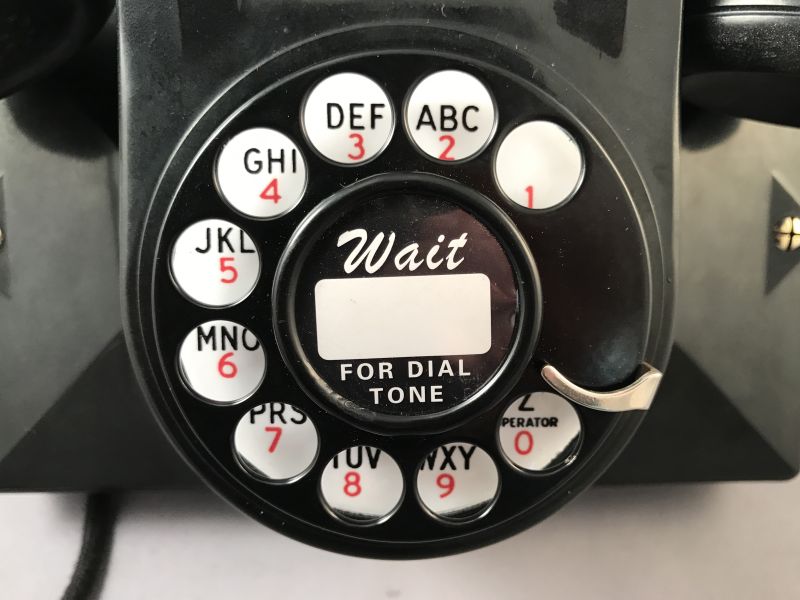 ABC
2
DEF
3
GHI
4
JKL
5
MNO
6
PRS
7
TUV
8
WXY
9
Z
OPERATOR
0
1
Wait
FOR DIAL
TONE